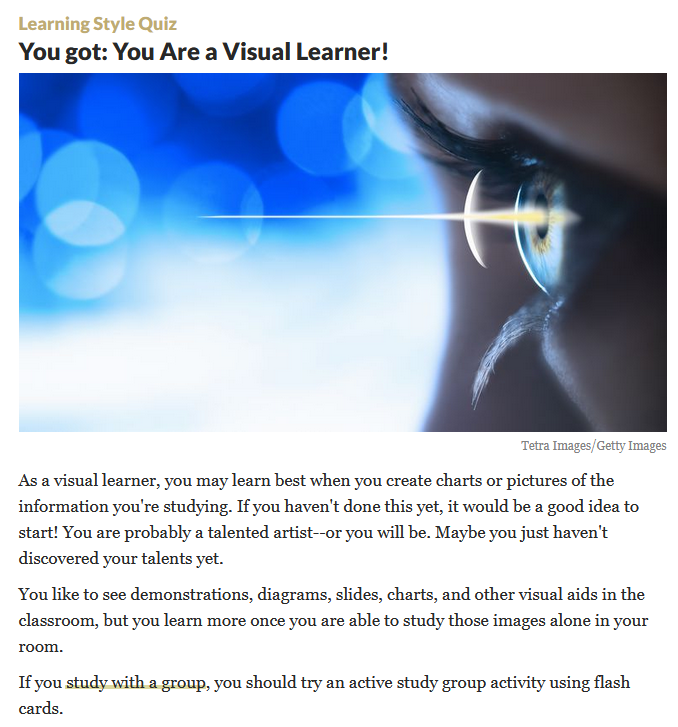 Learning Style Quiz
You got: You Are a Visual Learner!
Tetra Images/Getty Images
As a visual learner, you may learn best when you create charts or pictures of the
information you're studying. If you haven't done this yet, it would be a good idea to
start! You are probably a talented artist--or you will be. Maybe you just haven't
discovered your talents yet.
You like to see demonstrations, diagrams, slides, charts, and other visual aids in the
classroom, but you learn more once you are able to study those images alone in your
room.
If you study with a group, you should try an active study group activity using flash
cards.